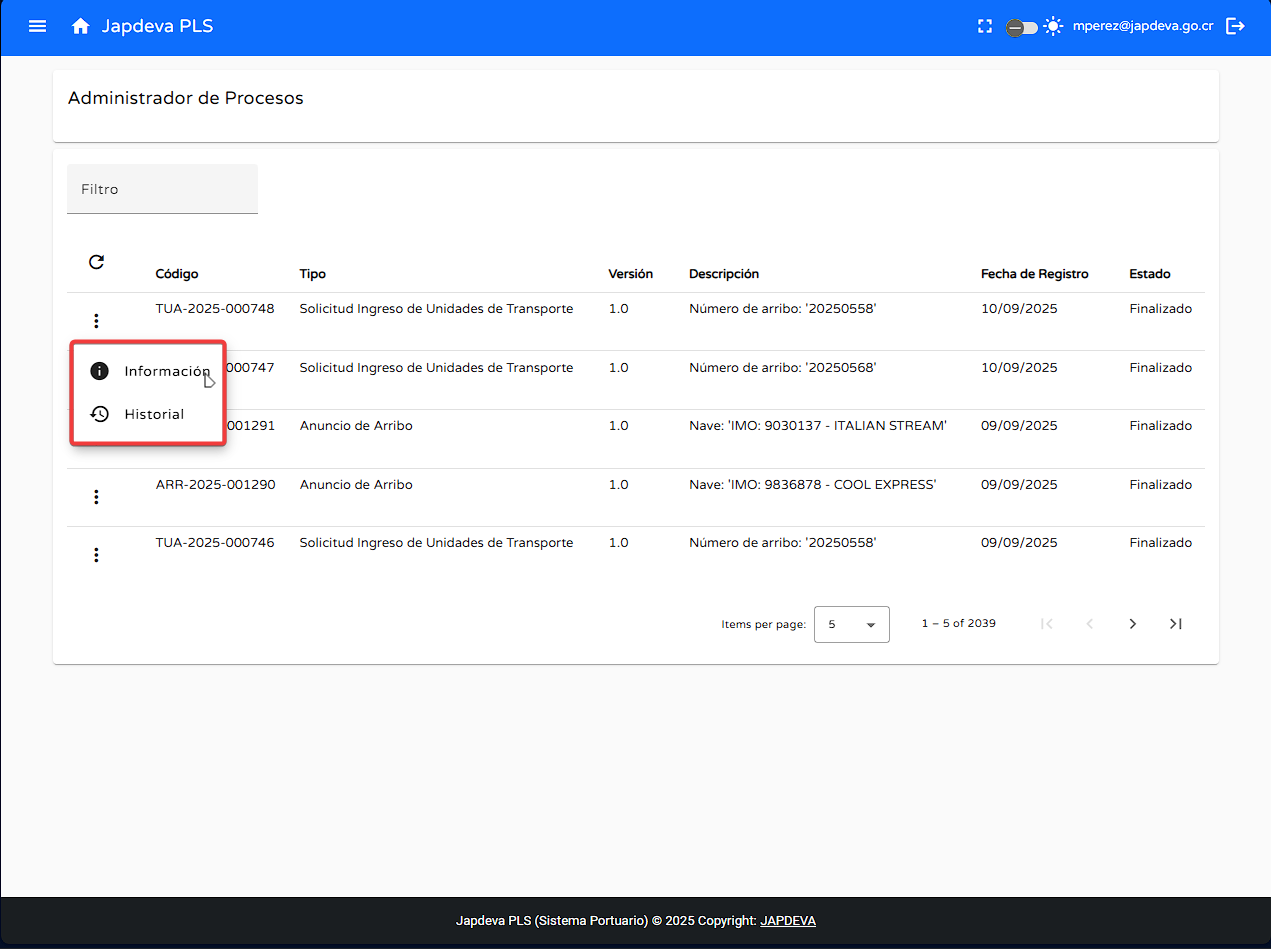 Japdeva PLS mperez@japdeva.go.cr
Administrador de Procesos
Filtro
Código Tipo Versión Descripción Fecha de Registro Estado
TUA-2025-000748 Solicitud Ingreso de Unidades de Transporte 1.0 Número de arribo: '20250558' 10/09/2025 Finalizado
Información 000747 Solicitud Ingreso de Unidades de Transporte 1.0 Número de arribo: '20250568' 10/09/2025 Finalizado
Historial 001291 Anuncio de Arribo 1.0 Nave: 'IMO: 9030137 - ITALIAN STREAM' 09/09/2025 Finalizado
ARR-2025-001290 Anuncio de Arribo 1.0 Nave: 'IMO: 9836878 - COOL EXPRESS' 09/09/2025 Finalizado
TUA-2025-000746 Solicitud Ingreso de Unidades de Transporte 1.0 Número de arribo: '20250558' 09/09/2025 Finalizado
Items per page: 5 1 – 5 of 2039
Japdeva PLS (Sistema Portuario) © 2025 Copyright: JAPDEVA